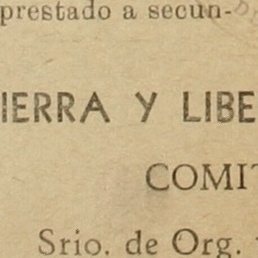 prestado a secun-
IERRA Y LIBE
COMIT
Srio. de Org.